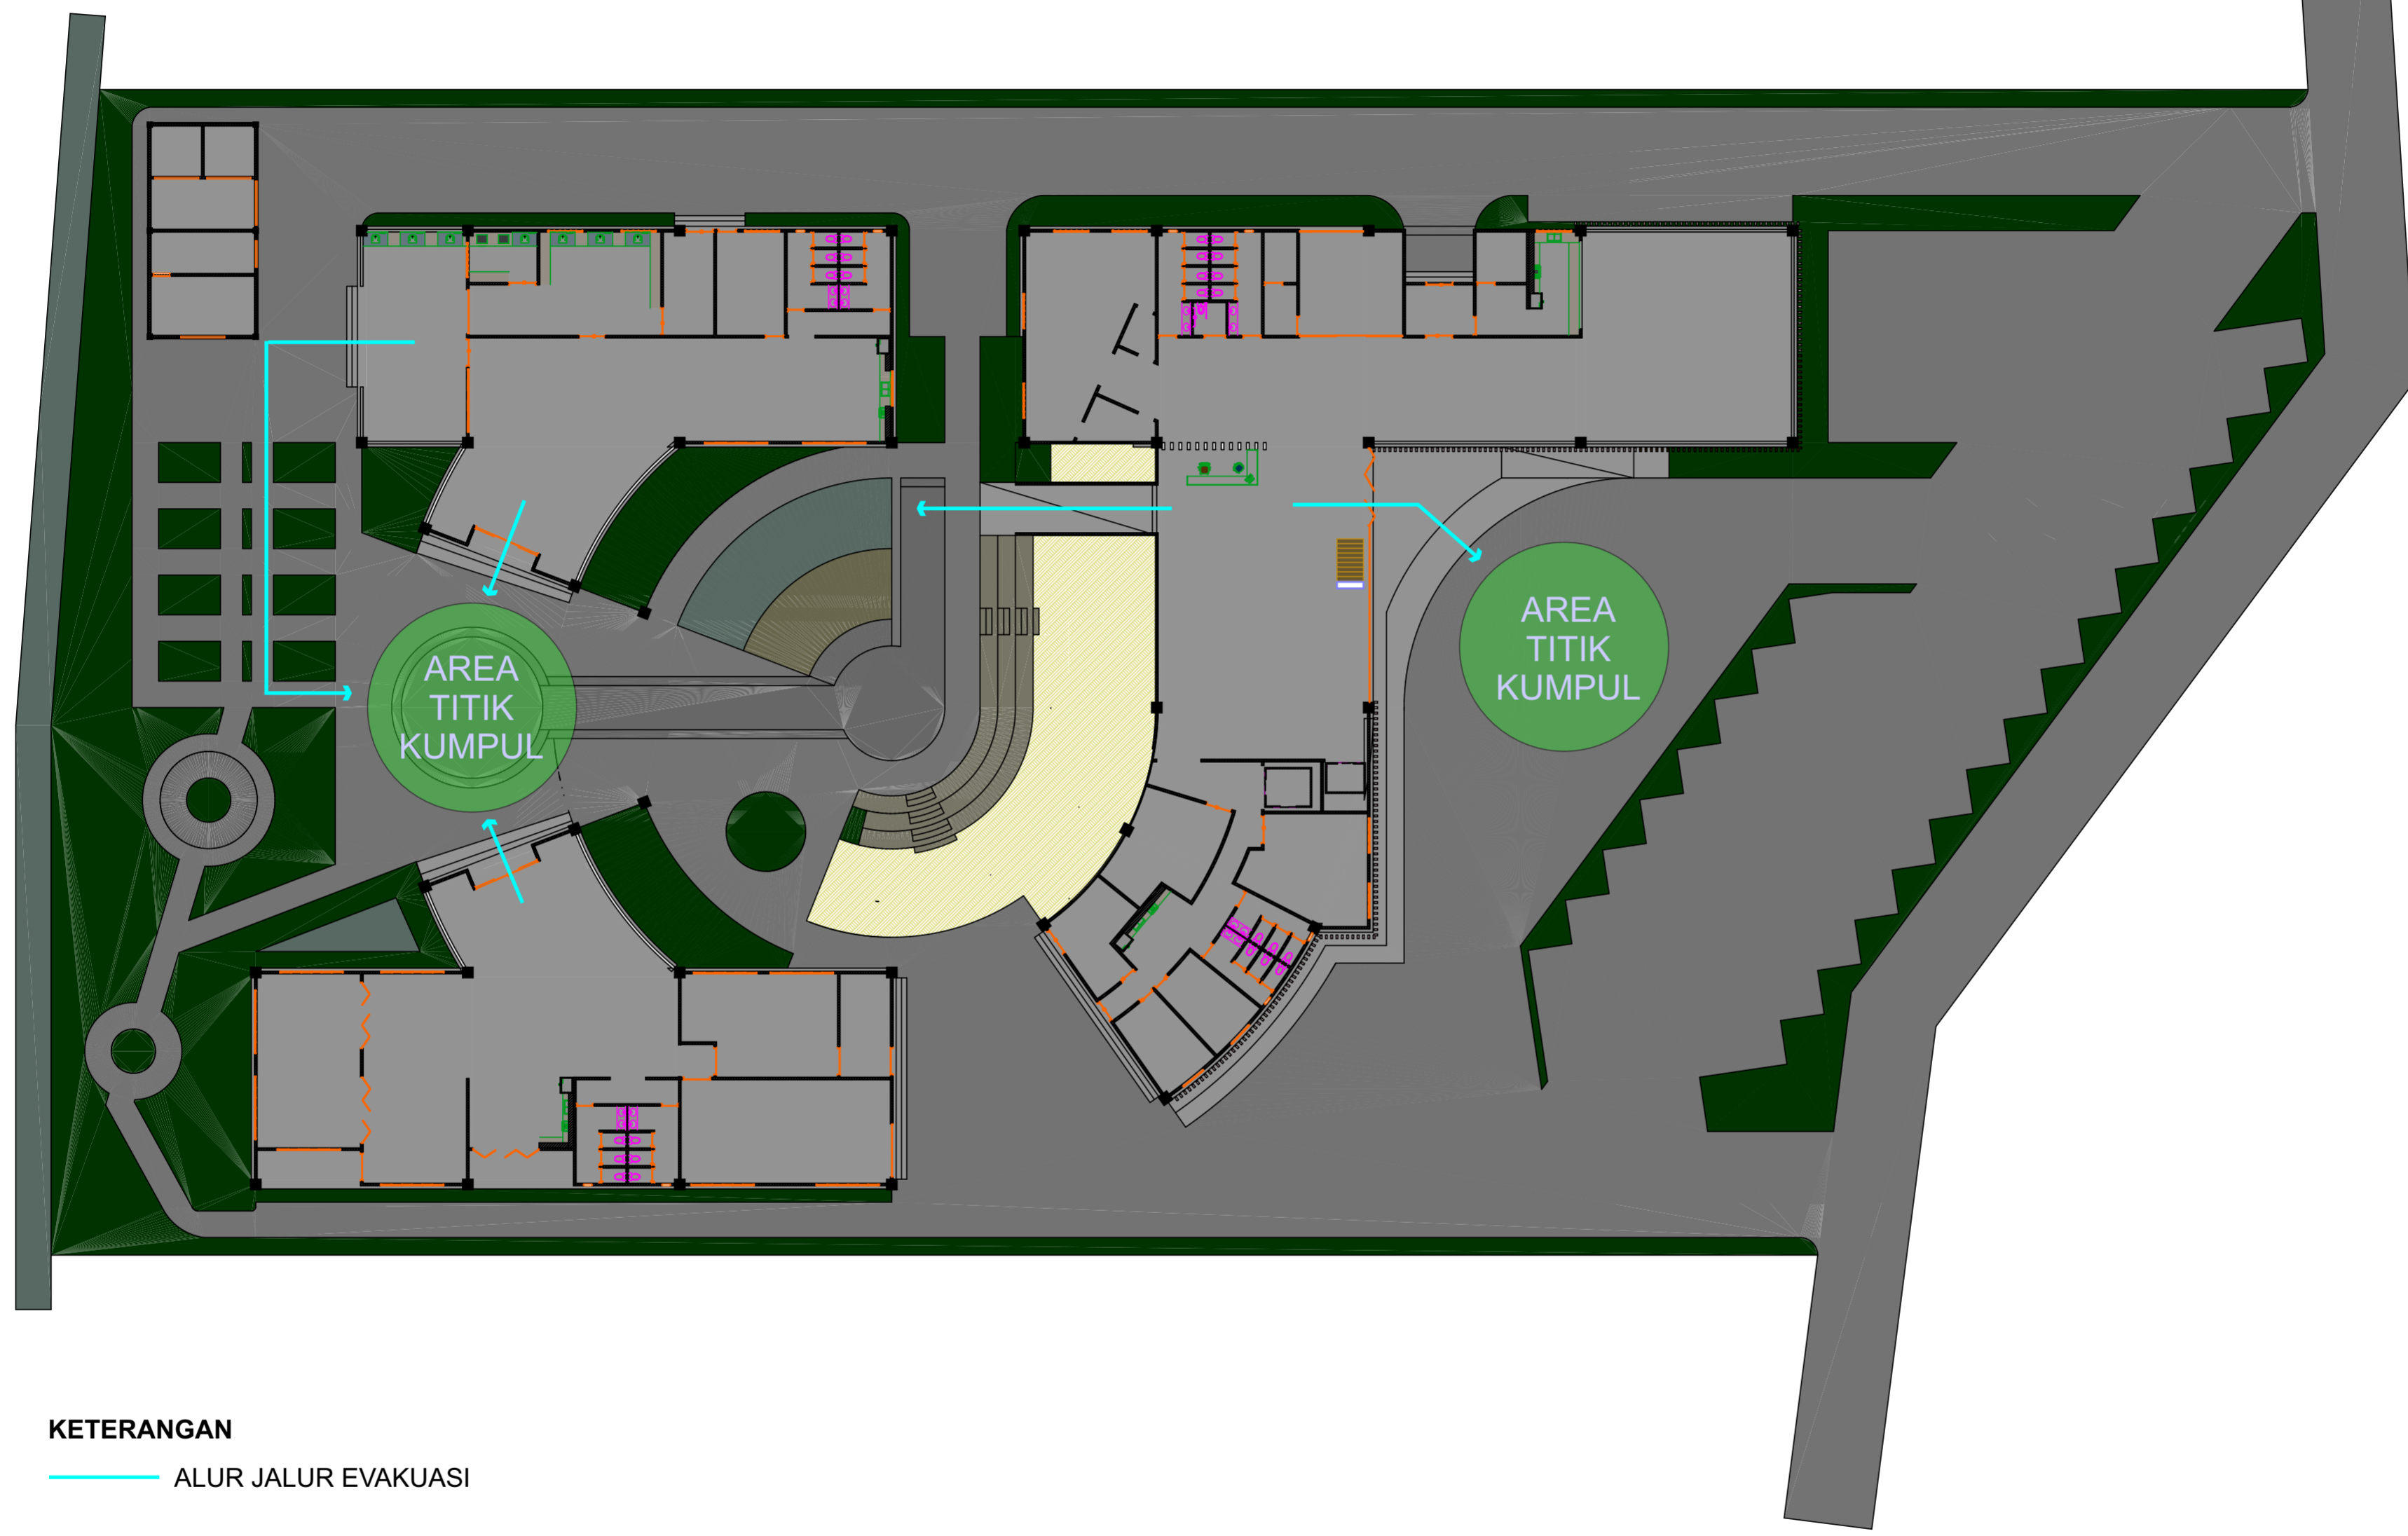 AREA
TITIK
KUMPUL
AREA
TITIK
KUMPUL
KETERANGAN
ALUR JALUR EVAKUASI